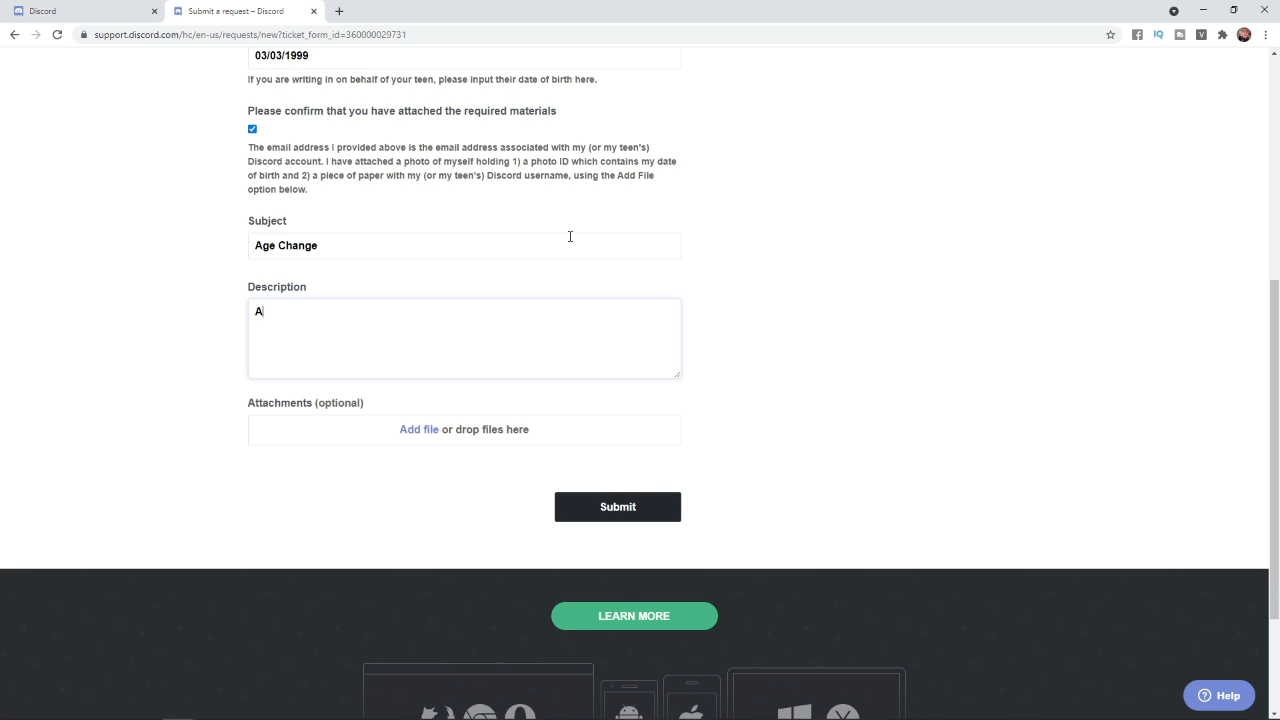 Discord
Submit a request – Discord
support.discord.com/hc/en-us/requests/new?ticket_form_id=360000029731
03/03/1999
If you are writing in on behalf of your teen, please input their date of birth here.
Please confirm that you have attached the required materials
The email address I provided above is the email address associated with my (or my teen's)
Discord account. I have attached a photo of myself holding 1) a photo ID which contains my date
of birth and 2) a piece of paper with my (or my teen's) Discord username, using the Add File
option below.
Subject
Age Change
Description
A
Attachments (optional)
Add file or drop files here
Submit
LEARN MORE
Help